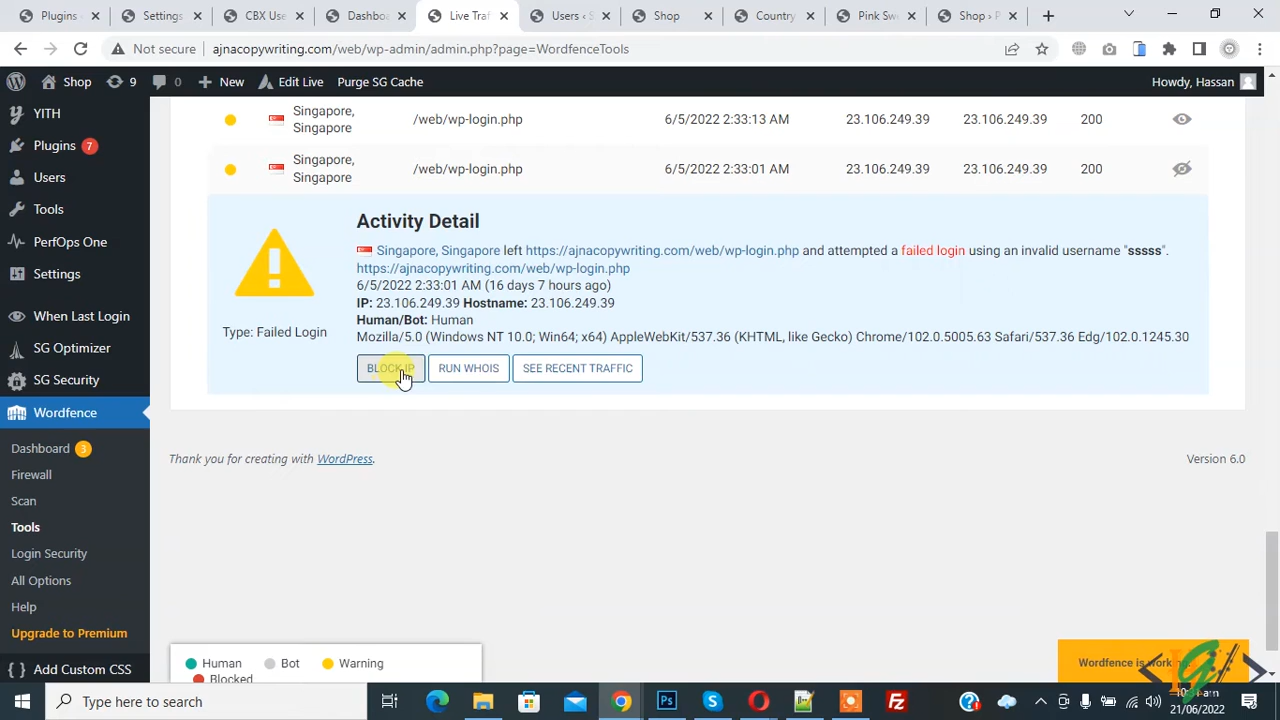 Plugins
Settings
CBX Use
Dashbo
Live Traf
Users ‹ S
Shop
Country
Pink Swe
Shop › P
Not secure
ajnacopywriting.com/web/wp-admin/admin.php?page=WordfenceTools
Shop
9
0
New
Edit Live
Purge SG Cache
Howdy, Hassan
YITH
Plugins 7
Users
Tools
PerfOps One
Settings
When Last Login
SG Optimizer
SG Security
Wordfence
Dashboard 3
Firewall
Scan
Tools
Login Security
All Options
Help
Upgrade to Premium
Add Custom CSS
Singapore, Singapore /web/wp-login.php 6/5/2022 2:33:13 AM 23.106.249.39 23.106.249.39 200
Singapore, Singapore /web/wp-login.php 6/5/2022 2:33:01 AM 23.106.249.39 23.106.249.39 200
Activity Detail
Singapore, Singapore left https://ajnacopywriting.com/web/wp-login.php and attempted a failed login using an invalid username "sssss".
https://ajnacopywriting.com/web/wp-login.php
6/5/2022 2:33:01 AM (16 days 7 hours ago)
IP: 23.106.249.39 Hostname: 23.106.249.39
Human/Bot: Human
Mozilla/5.0 (Windows NT 10.0; Win64; x64) AppleWebKit/537.36 (KHTML, like Gecko) Chrome/102.0.5005.63 Safari/537.36 Edg/102.0.1245.30
Type: Failed Login
BLOCK IP
RUN WHOIS
SEE RECENT TRAFFIC
Thank you for creating with WordPress.
Version 6.0
Human
Bot
Warning
Blocked
Wordfence is working
Type here to search
21/06/2022